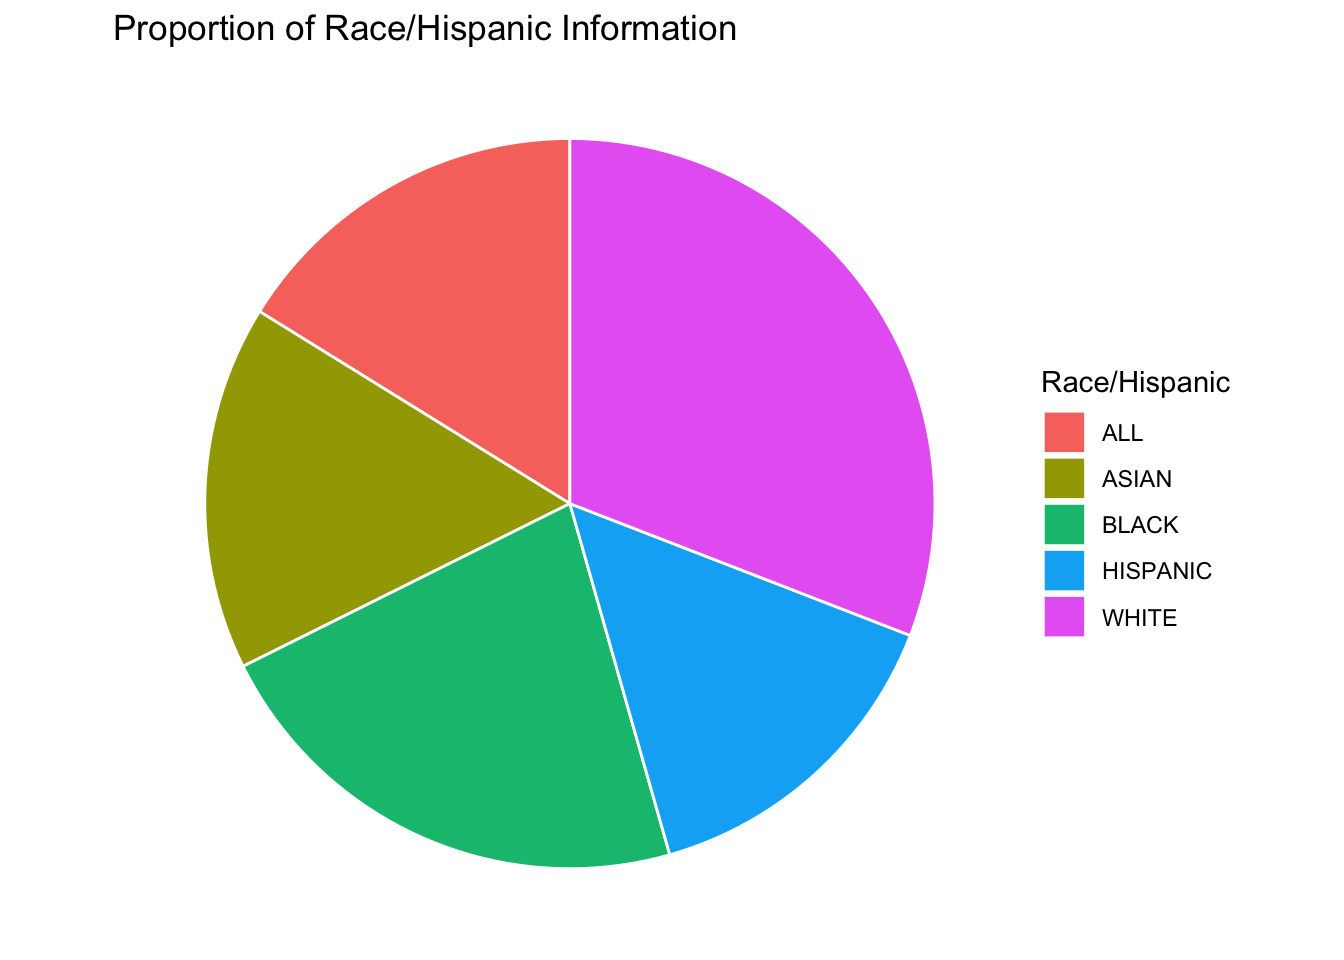 Proportion of Race/Hispanic Information
Race/Hispanic
ALL
ASIAN
BLACK
HISPANIC
WHITE